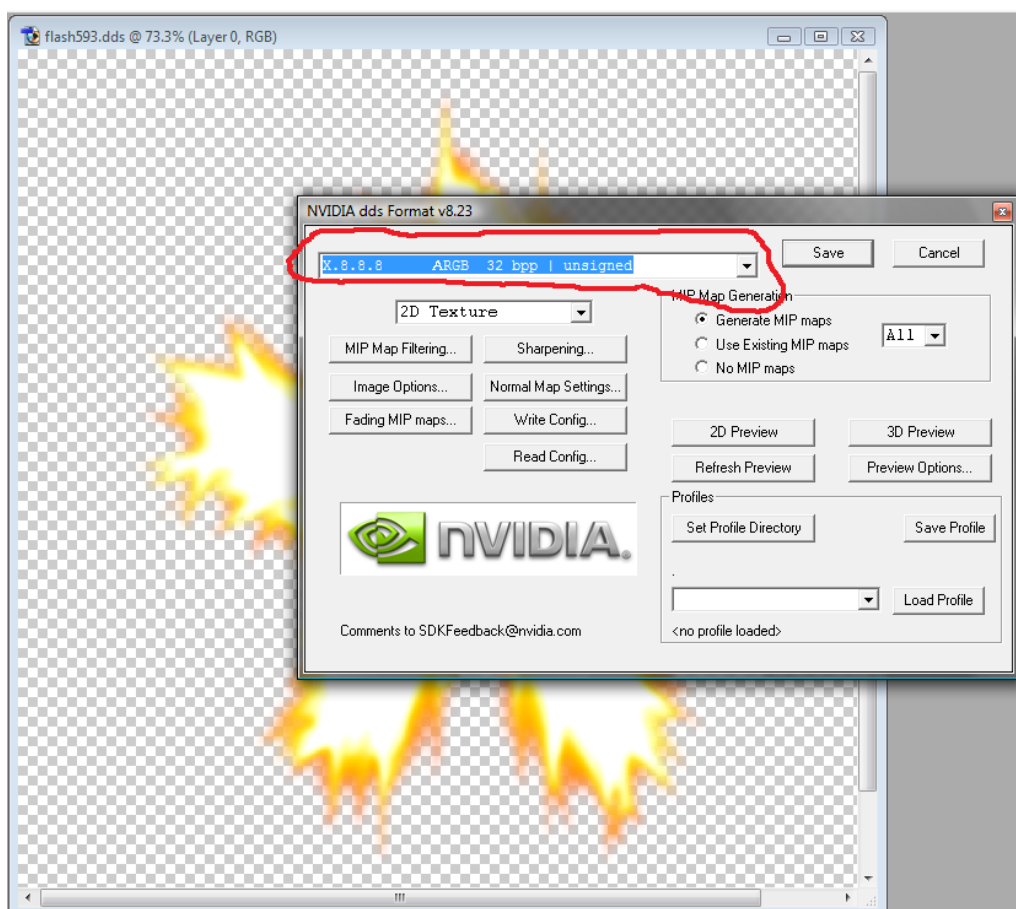 flash593.dds @ 73.3% (Layer 0, RGB)
NVIDIA dds Format v8.23
X.8.8.8 ARGB 32 bpp | unsigned
Save
Cancel
2D Texture
MIP Map Generation
Generate MIP maps
Use Existing MIP maps
No MIP maps
All
MIP Map Filtering...
Sharpening...
Image Options...
Normal Map Settings...
Fading MIP maps...
Write Config...
Read Config...
2D Preview
3D Preview
Refresh Preview
Preview Options...
Profiles
Set Profile Directory
Save Profile
.
Load Profile
<no profile loaded>
nVIDIA.
Comments to SDKFeedback@nvidia.com